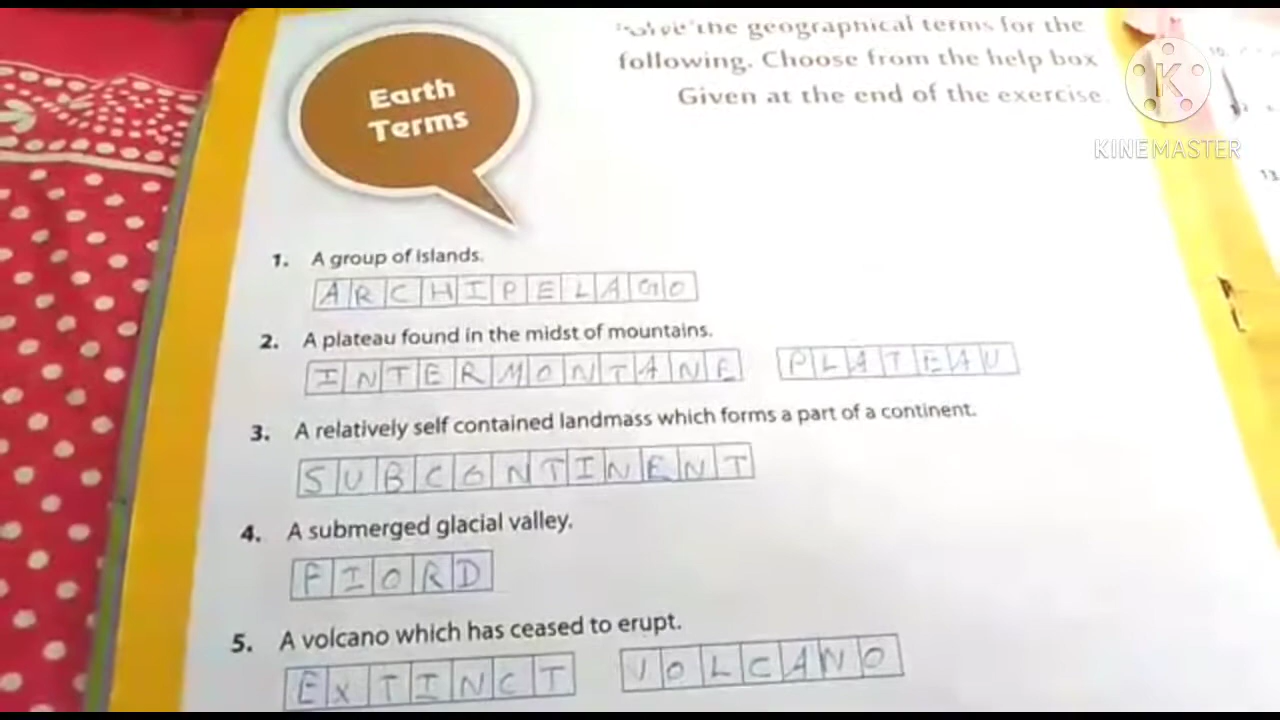 the geographical terms for the
following. Choose from the help box
Given at the end of the exercise.
Earth
Terms
K
KINEMASTER
1. A group of islands.
ARCHIPELAGO
2. A plateau found in the midst of mountains.
INTERMONTANE PLATEAU
3. A relatively self contained landmass which forms a part of a continent.
SUBCONTINENT
4. A submerged glacial valley.
FIORD
5. A volcano which has ceased to erupt.
EXTINCT VOLCANO